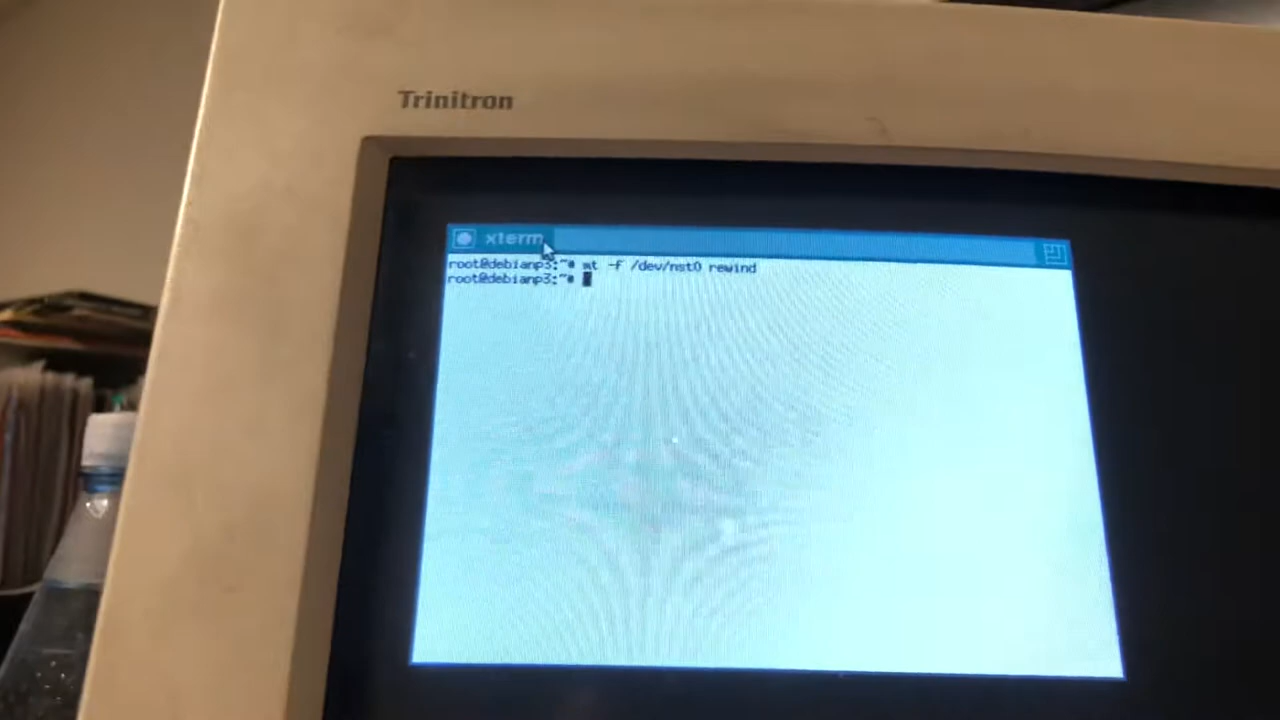 Trinitron
xterm
root@debianp3:~# mt -f /dev/nst0 rewind
root@debianp3:~#